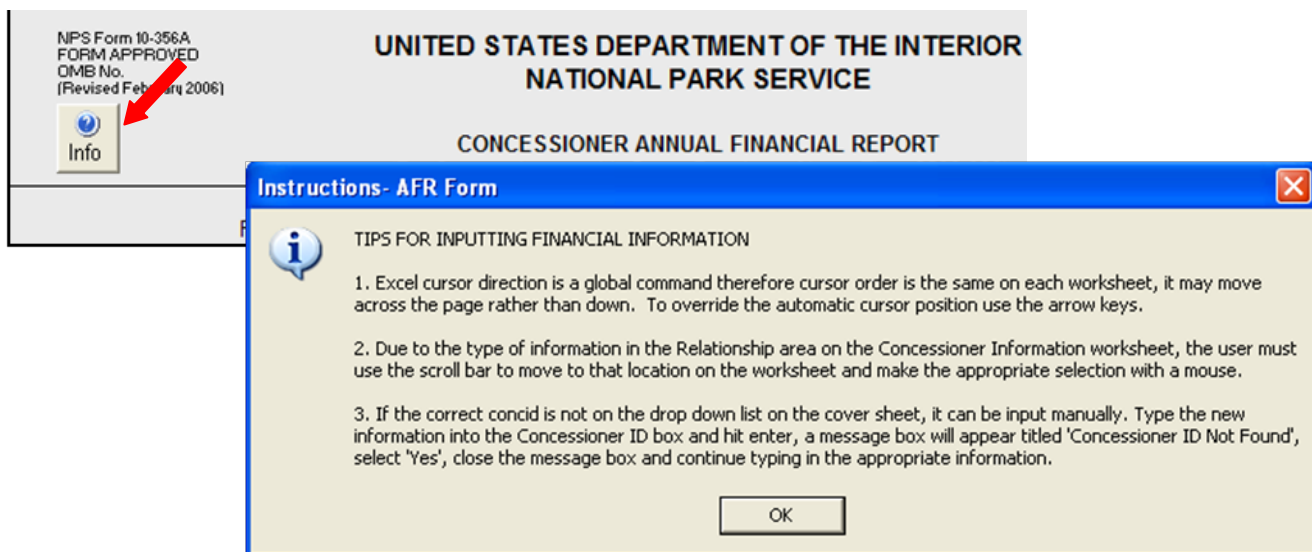 NPS Form 10-356A
FORM APPROVED
OMB No.
(Revised February 2006)
Info
UNITED STATES DEPARTMENT OF THE INTERIOR
NATIONAL PARK SERVICE
CONCESSIONER ANNUAL FINANCIAL REPORT
Instructions- AFR Form
TIPS FOR INPUTTING FINANCIAL INFORMATION
1. Excel cursor direction is a global command therefore cursor order is the same on each worksheet, it may move
across the page rather than down. To override the automatic cursor position use the arrow keys.
2. Due to the type of information in the Relationship area on the Concessioner Information worksheet, the user must
use the scroll bar to move to that location on the worksheet and make the appropriate selection with a mouse.
3. If the correct concid is not on the drop down list on the cover sheet, it can be input manually. Type the new
information into the Concessioner ID box and hit enter, a message box will appear titled 'Concessioner ID Not Found',
select 'Yes', close the message box and continue typing in the appropriate information.
OK